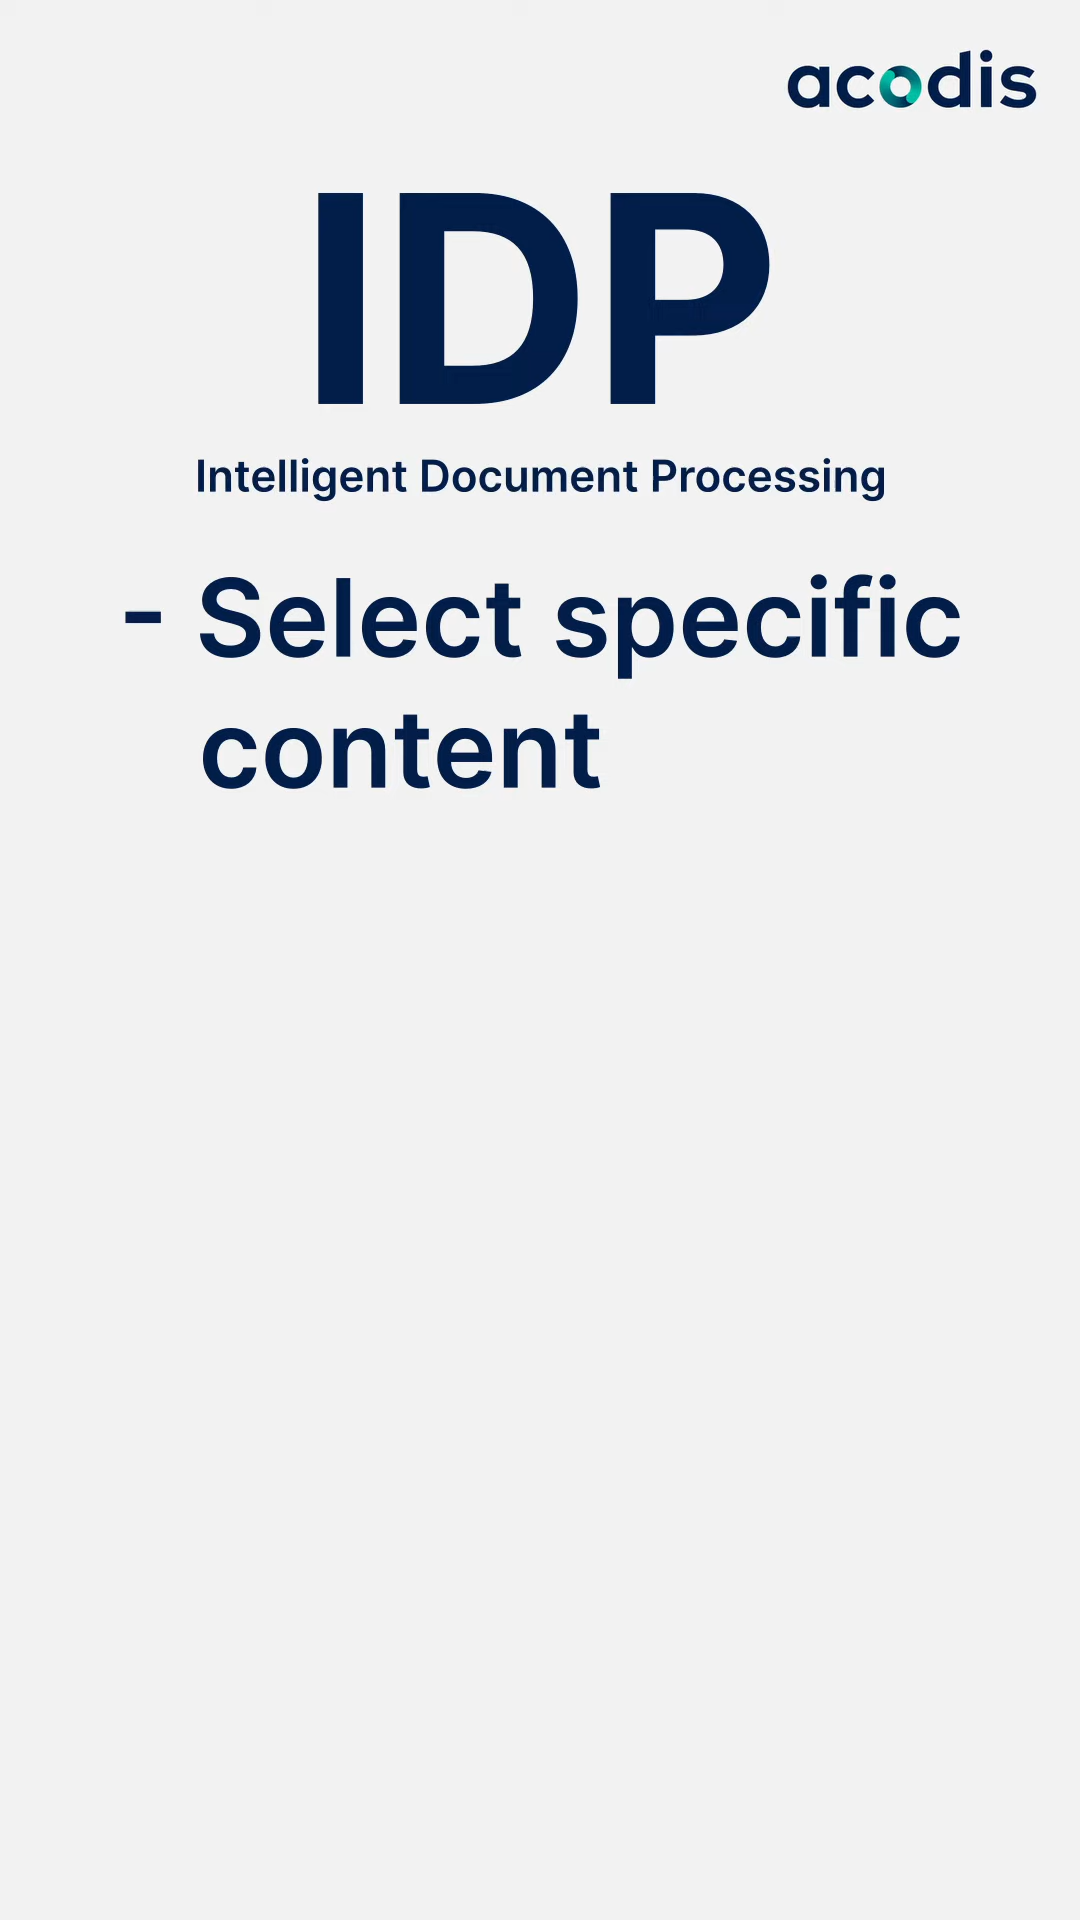 acodis
IDP
Intelligent Document Processing
- Select specific
content